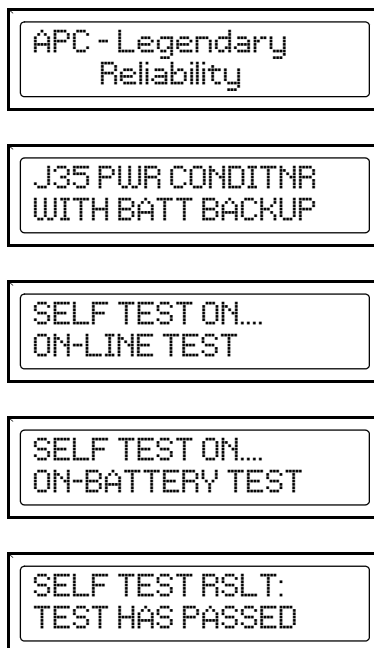 APC - Legendary
Reliability
J35 PWR CONDITNR
WITH BATT BACKUP
SELF TEST ON....
ON-LINE TEST
SELF TEST ON....
ON-BATTERY TEST
SELF TEST RSLT:
TEST HAS PASSED